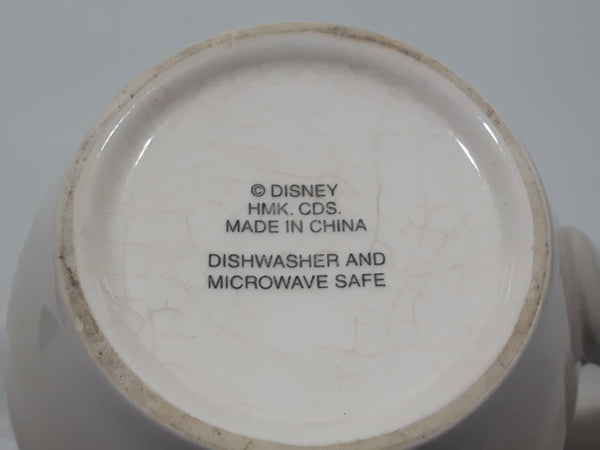 © DISNEY
HMK. CDS.
MADE IN CHINA
DISHWASHER AND
MICROWAVE SAFE